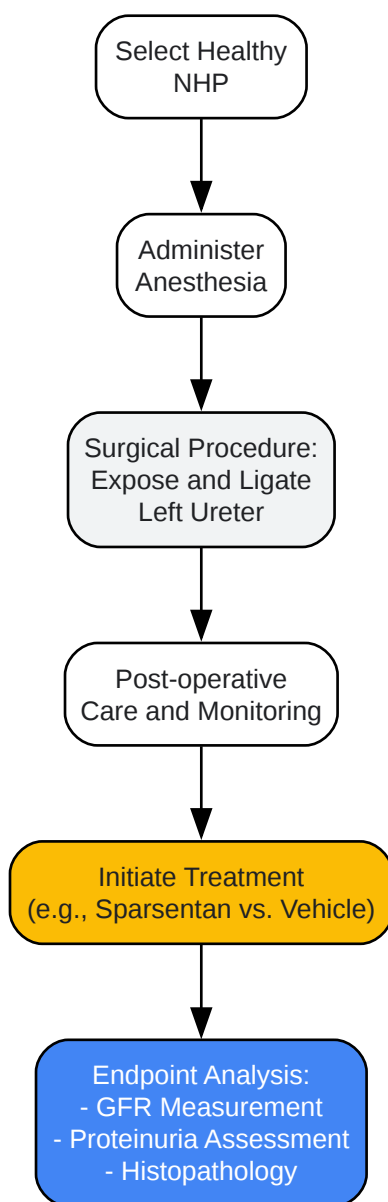 Select Healthy
NHP
Administer
Anesthesia
Surgical Procedure:
Expose and Ligate
Left Ureter
Post-operative
Care and Monitoring
Initiate Treatment
(e.g., Sparsentan vs. Vehicle)
Endpoint Analysis:
- GFR Measurement
- Proteinuria Assessment
- Histopathology